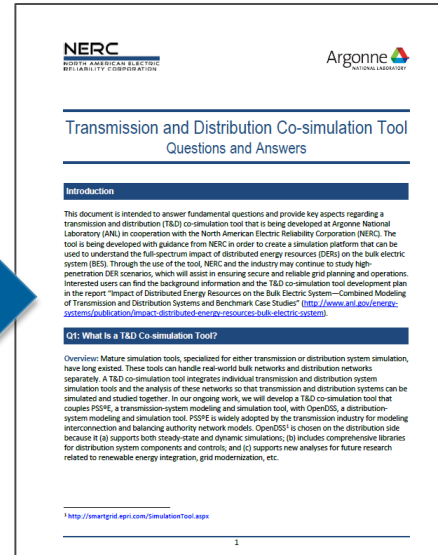 NERC
NORTH AMERICAN ELECTRIC
RELIABILITY CORPORATION
Argonne
NATIONAL LABORATORY
Transmission and Distribution Co-simulation Tool
Questions and Answers
Introduction
This document is intended to answer fundamental questions and provide key aspects regarding a
transmission and distribution (T&D) co-simulation tool that is being developed at Argonne National
Laboratory (ANL) in cooperation with the North American Electric Reliability Corporation (NERC). The
tool is being developed with guidance from NERC in order to create a simulation platform that can be
used to understand the full-spectrum impact of distributed energy resources (DERs) on the bulk electric
system (BES). Through the use of the tool, NERC and the industry may continue to study high-
penetration DER scenarios, which will assist in ensuring secure and reliable grid planning and operations.
Interested users can find the background information and the T&D co-simulation tool development plan
in the report "Impact of Distributed Energy Resources on the Bulk Electric System—Combined Modeling
of Transmission and Distribution Systems and Benchmark Case Studies" (http://www.anl.gov/energy-
systems/publication/impact-distributed-energy-resources-bulk-electric-system).
Q1: What Is a T&D Co-simulation Tool?
Overview: Mature simulation tools, specialized for either transmission or distribution system simulation,
have long existed. These tools can handle real-world bulk networks and distribution networks
separately. A T&D co-simulation tool integrates individual transmission and distribution system
simulation tools and the analysis of these networks so that transmission and distribution systems can be
simulated and studied together. In our ongoing work, we will develop a T&D co-simulation tool that
couples PSS®E, a transmission-system modeling and simulation tool, with OpenDSS, a distribution-
system modeling and simulation tool. PSS®E is widely adopted by the transmission industry for modeling
interconnection and balancing authority network models. OpenDSS¹ is chosen on the distribution side
because it (a) supports both steady-state and dynamic simulations; (b) includes comprehensive libraries
for distribution system components and controls; and (c) supports new analyses for future research
related to renewable energy integration, grid modernization, etc.
¹ http://smartgrid.epri.com/SimulationTool.aspx
1